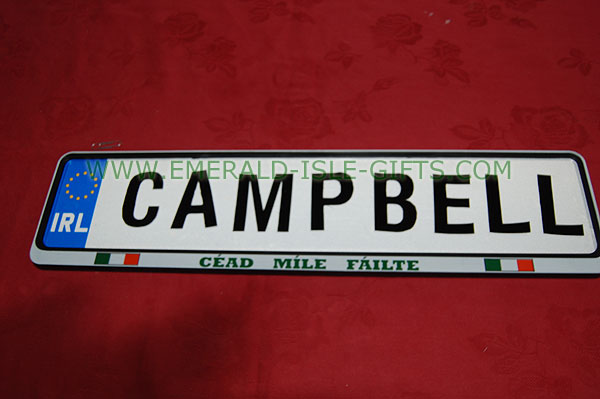 WWW.EMERALD-ISLE-GIFTS.COM
CAMPBELL
IRL
CÉAD MÍLE FÁILTE